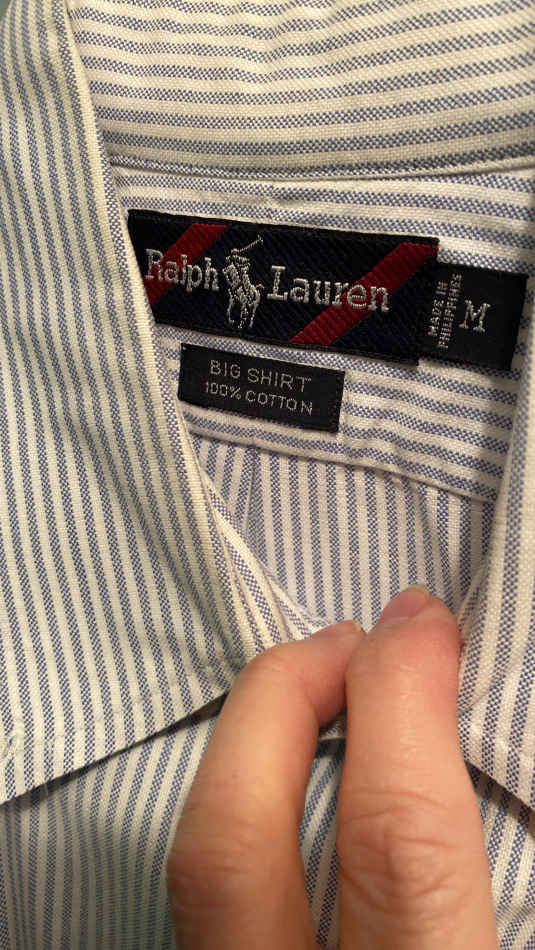 Ralph Lauren
MADE IN
PHILIPPINES
M
BIG SHIRT
100% COTTON